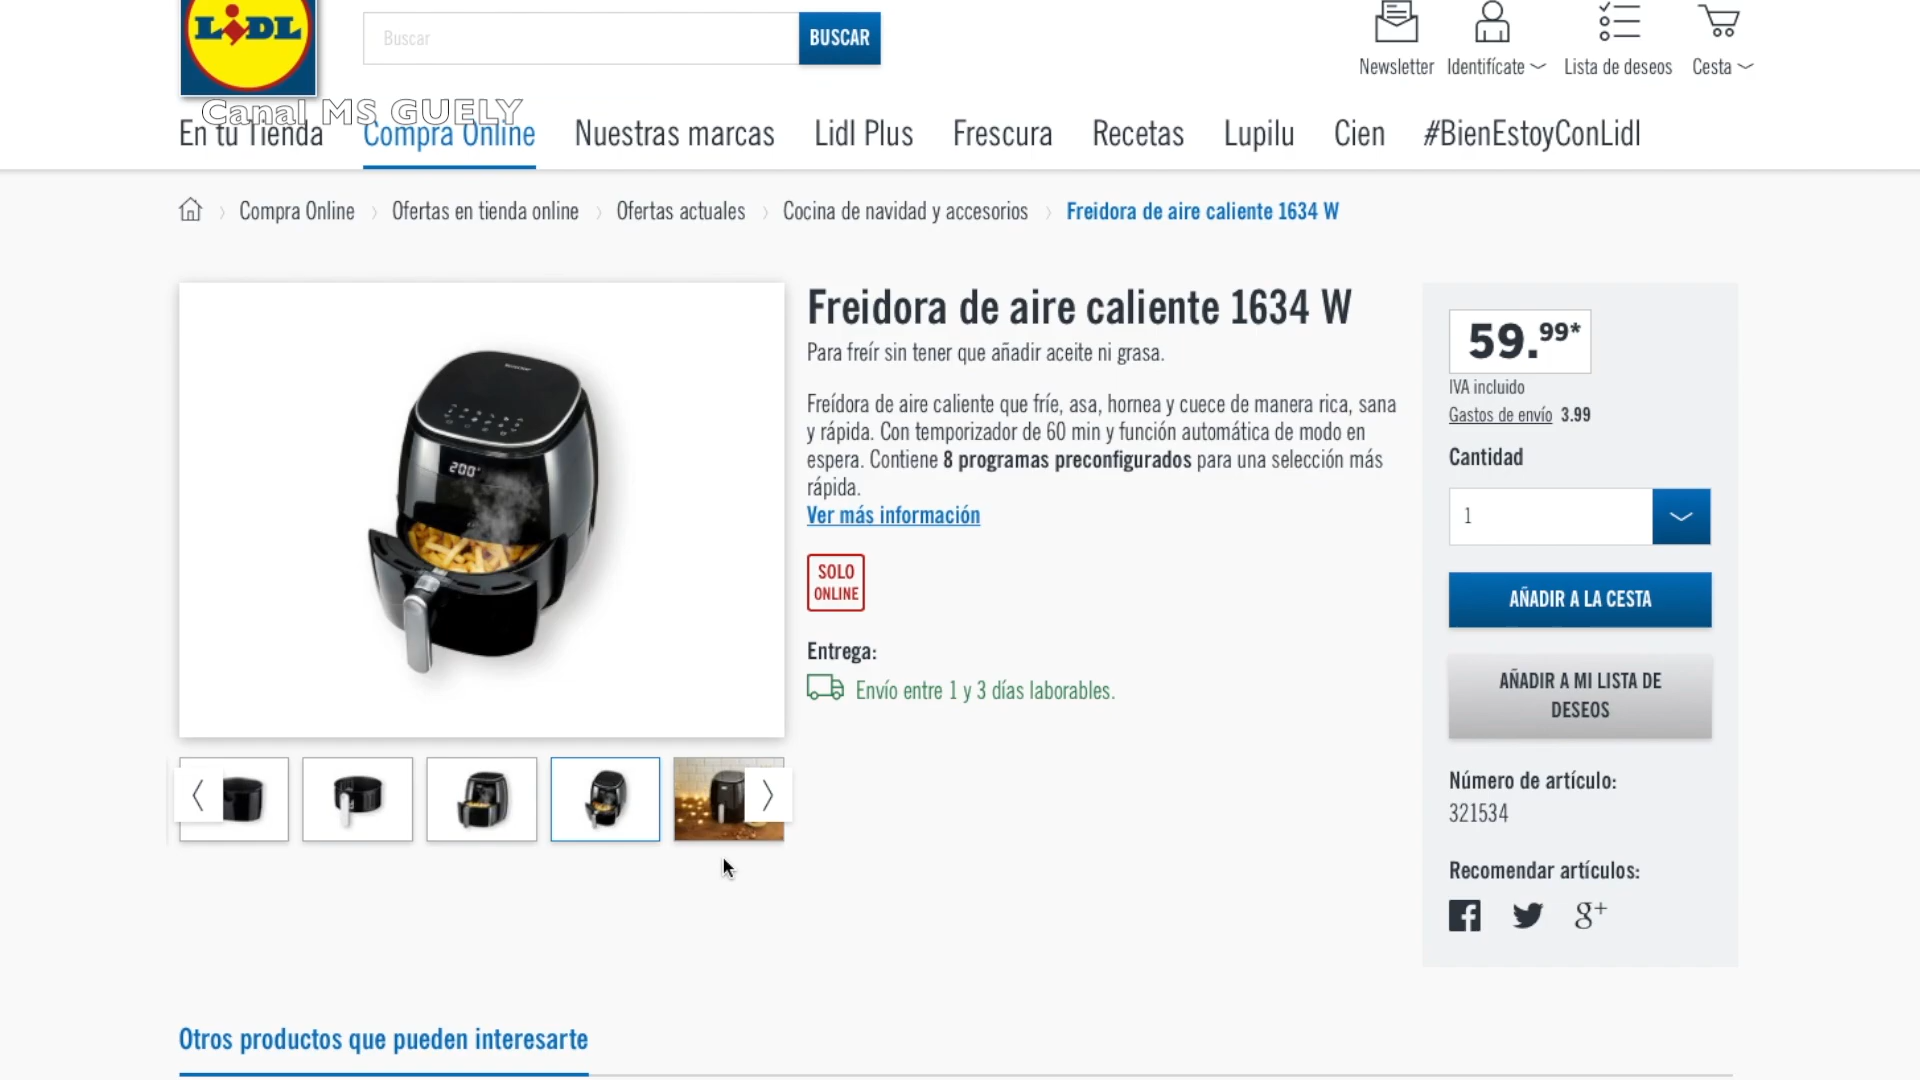 LIDL
Buscar
BUSCAR
Newsletter
Identifícate
Lista de deseos
Cesta
Canal MS GUELY
En tu Tienda
Compra Online
Nuestras marcas
Lidl Plus
Frescura
Recetas
Lupilu
Cien
#BienEstoyConLidl
Compra Online
Ofertas en tienda online
Ofertas actuales
Cocina de navidad y accesorios
Freidora de aire caliente 1634 W
200°
Freidora de aire caliente 1634 W
Para freír sin tener que añadir aceite ni grasa.
Freídora de aire caliente que fríe, asa, hornea y cuece de manera rica, sana
y rápida. Con temporizador de 60 min y función automática de modo en
espera. Contiene 8 programas preconfigurados para una selección más
rápida.
Ver más información
SOLO
ONLINE
Entrega:
Envío entre 1 y 3 días laborables.
59.99*
IVA incluido
Gastos de envío 3.99
Cantidad
1
AÑADIR A LA CESTA
AÑADIR A MI LISTA DE
DESEOS
Número de artículo:
321534
Recomendar artículos:
g+
Otros productos que pueden interesarte